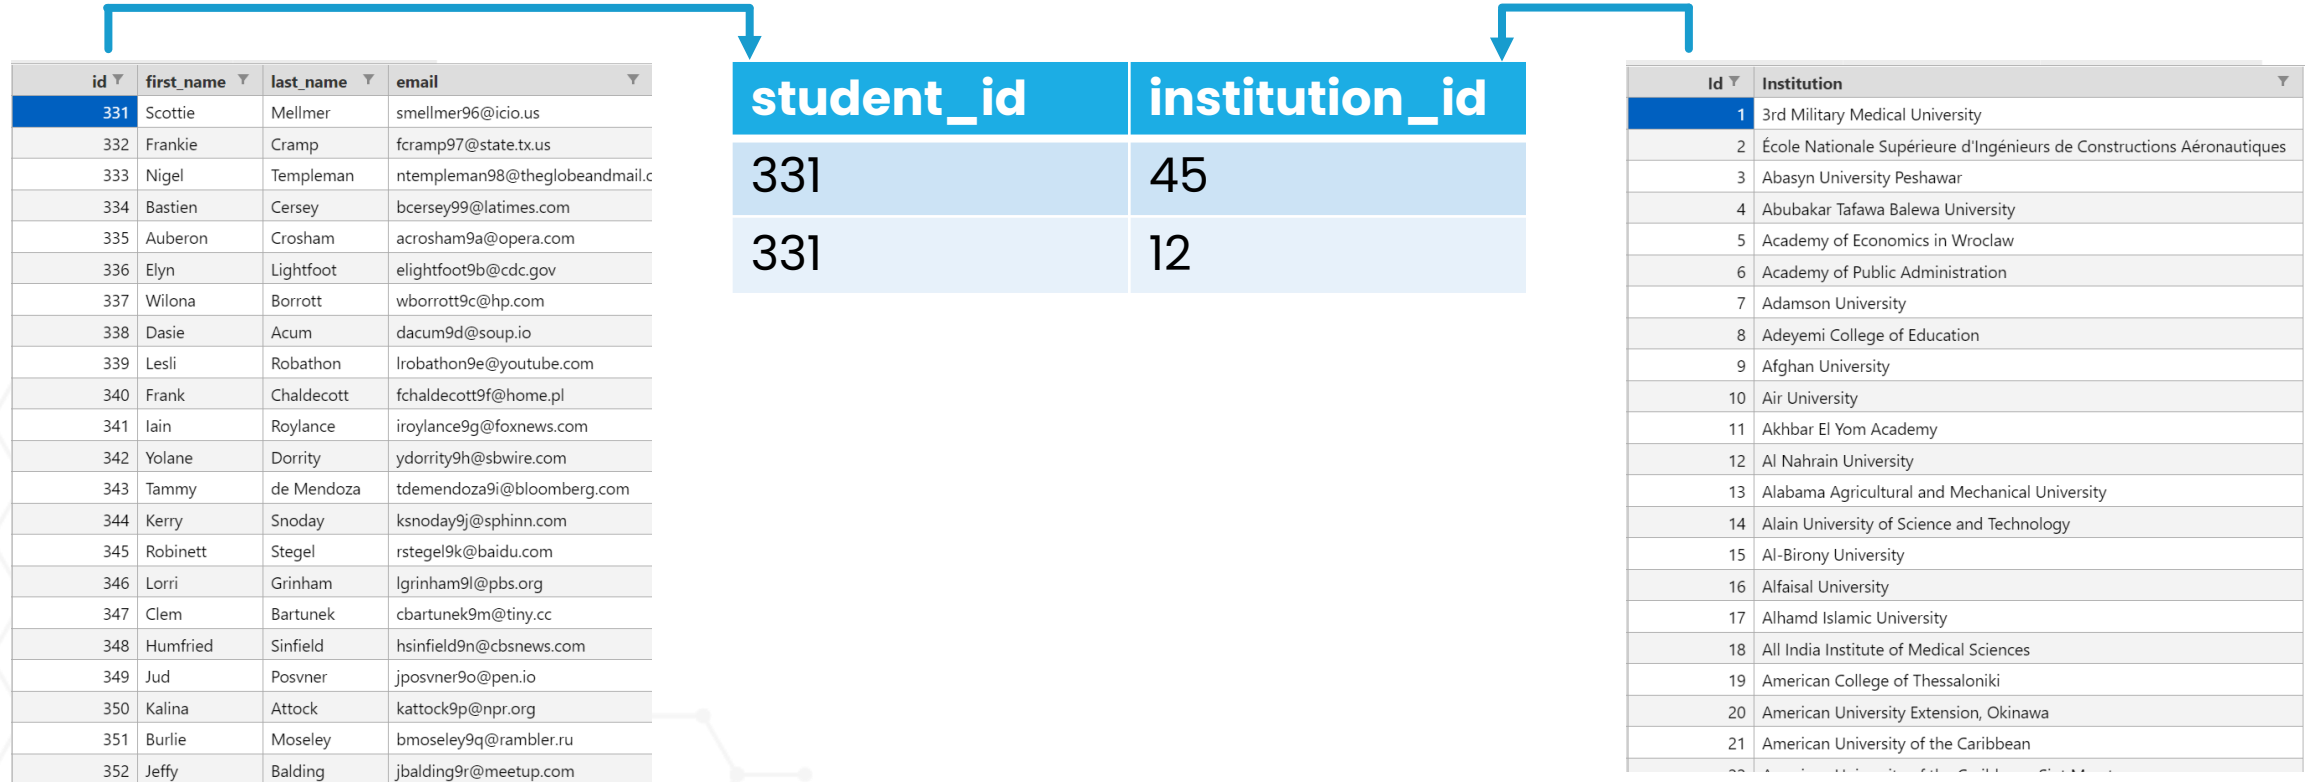 id first_name last_name email
331 Scottie Mellmer smellmer96@icio.us
332 Frankie Cramp fcramp97@state.tx.us
333 Nigel Templeman ntempleman98@theglobeandmail.c
334 Bastien Cersey bcersey99@latimes.com
335 Auberon Crosham acrosham9a@opera.com
336 Elyn Lightfoot elightfoot9b@cdc.gov
337 Wilona Borrott wborrott9c@hp.com
338 Dasie Acum dacum9d@soup.io
339 Lesli Robathon lrobathon9e@youtube.com
340 Frank Chaldecott fchaldecott9f@home.pl
341 Iain Roylance iroylance9g@foxnews.com
342 Yolane Dorrity ydorrity9h@sbwire.com
343 Tammy de Mendoza tdemendoza9i@bloomberg.com
344 Kerry Snoday ksnoday9j@sphinn.com
345 Robinett Stegel rstegel9k@baidu.com
346 Lorri Grinham lgrinham9l@pbs.org
347 Clem Bartunek cbartunek9m@tiny.cc
348 Humfried Sinfield hsinfield9n@cbsnews.com
349 Jud Posvner jposvner9o@pen.io
350 Kalina Attock kattock9p@npr.org
351 Burlie Moseley bmoseley9q@rambler.ru
352 Jeffy Balding jbalding9r@meetup.com
student_id institution_id
331 45
331 12
Id Institution
1 3rd Military Medical University
2 École Nationale Supérieure d'Ingénieurs de Constructions Aéronautiques
3 Abasyn University Peshawar
4 Abubakar Tafawa Balewa University
5 Academy of Economics in Wroclaw
6 Academy of Public Administration
7 Adamson University
8 Adeyemi College of Education
9 Afghan University
10 Air University
11 Akhbar El Yom Academy
12 Al Nahrain University
13 Alabama Agricultural and Mechanical University
14 Alain University of Science and Technology
15 Al-Birony University
16 Alfaisal University
17 Alhamd Islamic University
18 All India Institute of Medical Sciences
19 American College of Thessaloniki
20 American University Extension, Okinawa
21 American University of the Caribbean